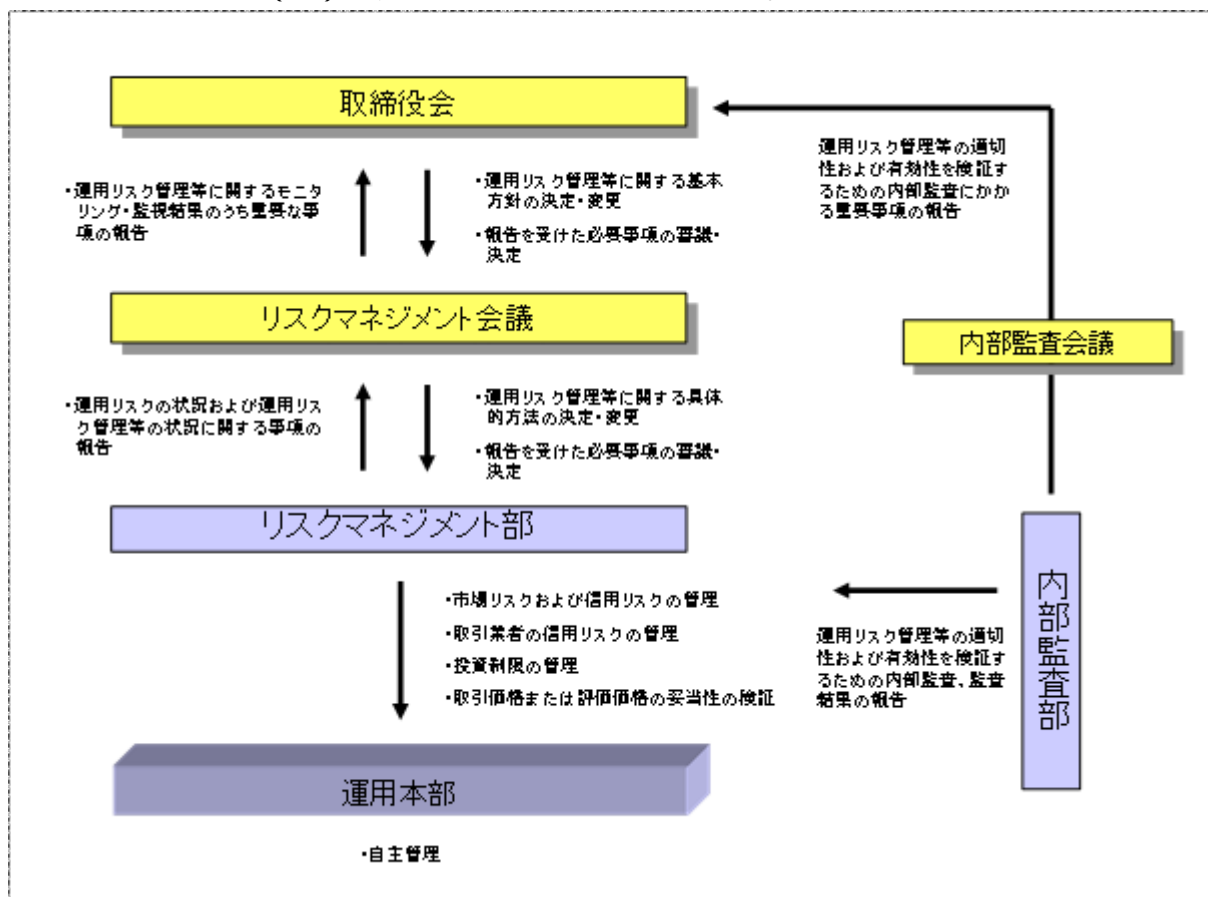 取締役会
・運用リスク管理等に関するモニ
タリング・監視結果のうち重要な事
項の報告
・運用リスク管理等に関する基本
方針の決定・変更
・報告を受けた必要事項の審議・
決定
運用リスク管理等の適切
性および有効性を検証す
るための内部監査にかか
る重要事項の報告
リスクマネジメント会議
内部監査会議
・運用リスクの状況および運用リス
ク管理等の状況に関する事項の
報告
・運用リスク管理等に関する具体
的方法の決定・変更
・報告を受けた必要事項の審議・
決定
リスクマネジメント部
・市場リスクおよび信用リスクの管理
・取引業者の信用リスクの管理
・投資制限の管理
・取引価格または評価価格の妥当性の検証
運用リスク管理等の適切
性および有効性を検証す
るための内部監査、監査
結果の報告
内部監査部
運用本部
・自主管理